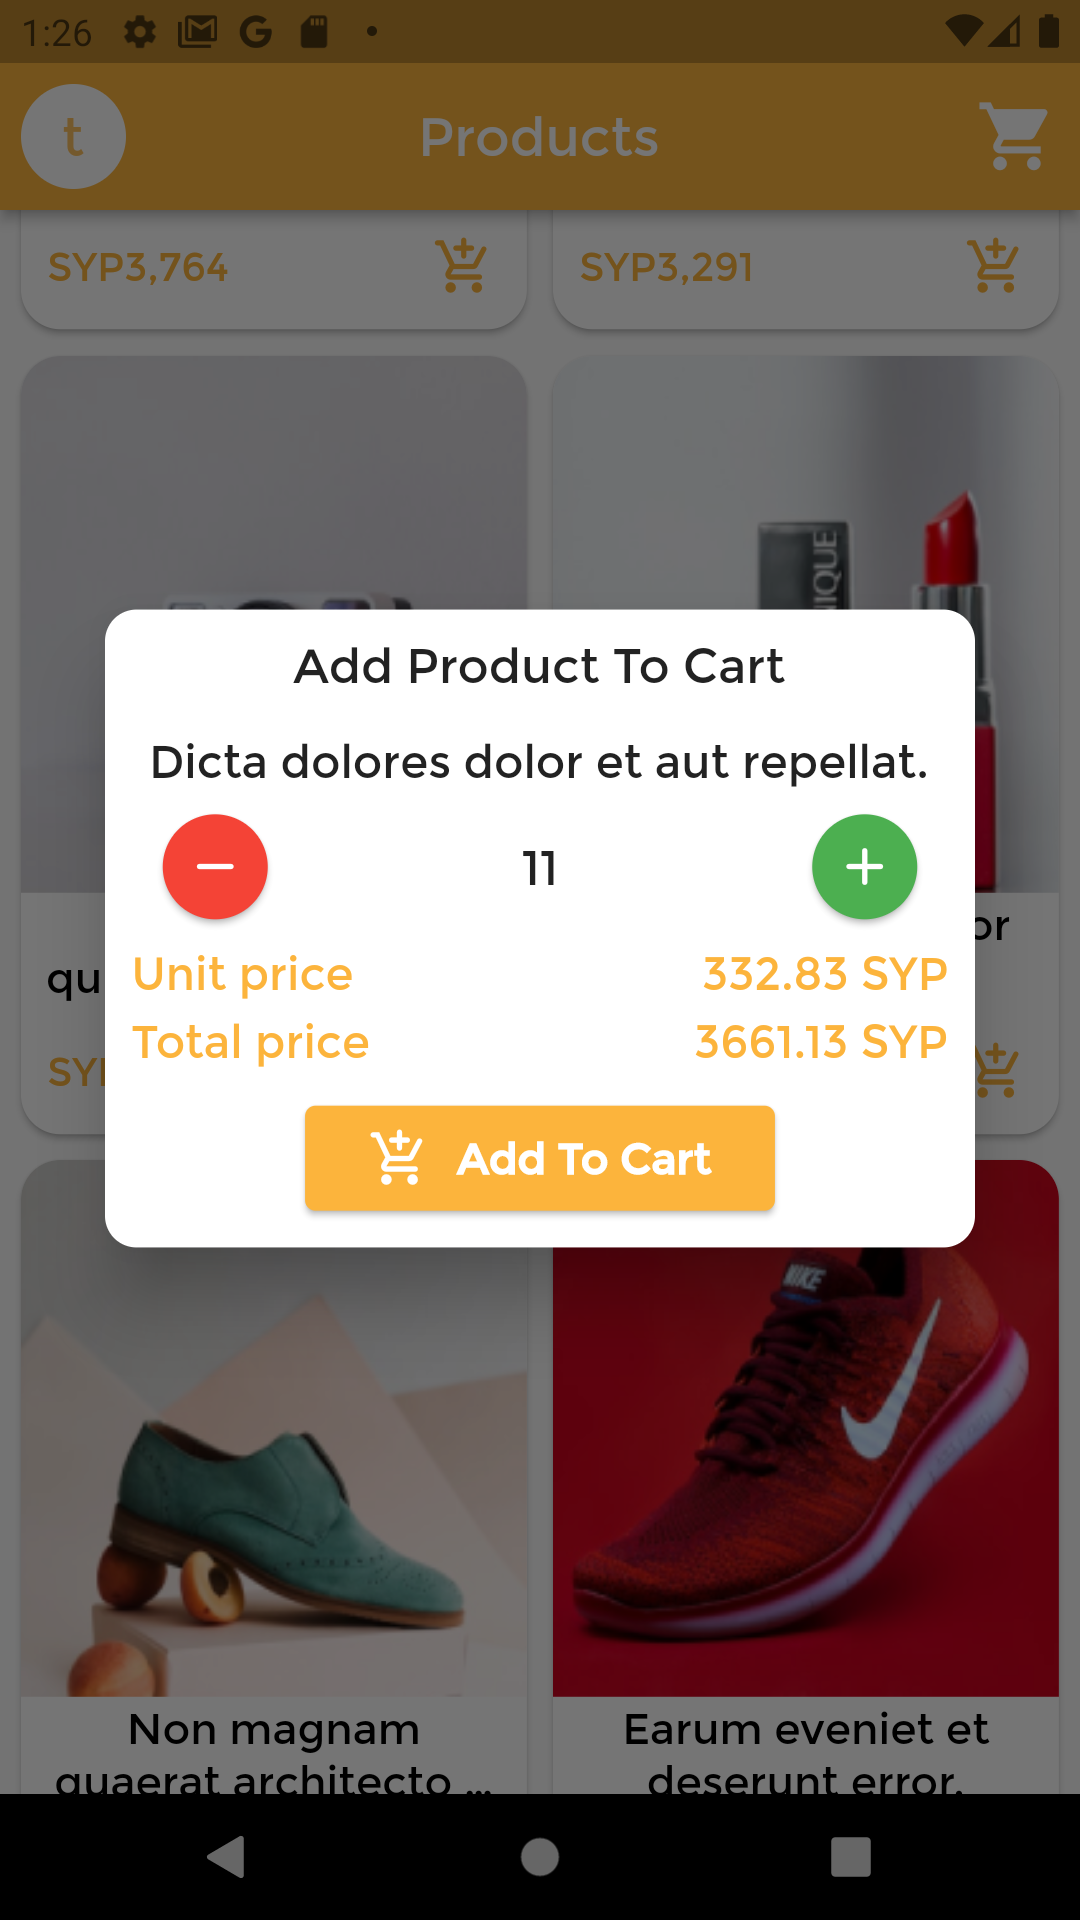 1:26
t
Products
SYP3,764
SYP3,291
NIQUE
Add Product To Cart
Dicta dolores dolor et aut repellat.
11
or
qu
Unit price 332.83 SYP
Total price 3661.13 SYP
Add To Cart
NIKE
Non magnam
quaerat architecto ...
Earum eveniet et
deserunt error.